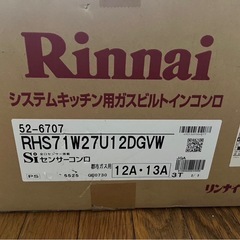 Rinnai
システムキッチン用ガスビルトインコンロ
52-6707
RHS71W27U12DGVW
Siセンサーコンロ
都市ガス用
12A・13A
3T
リンナイ